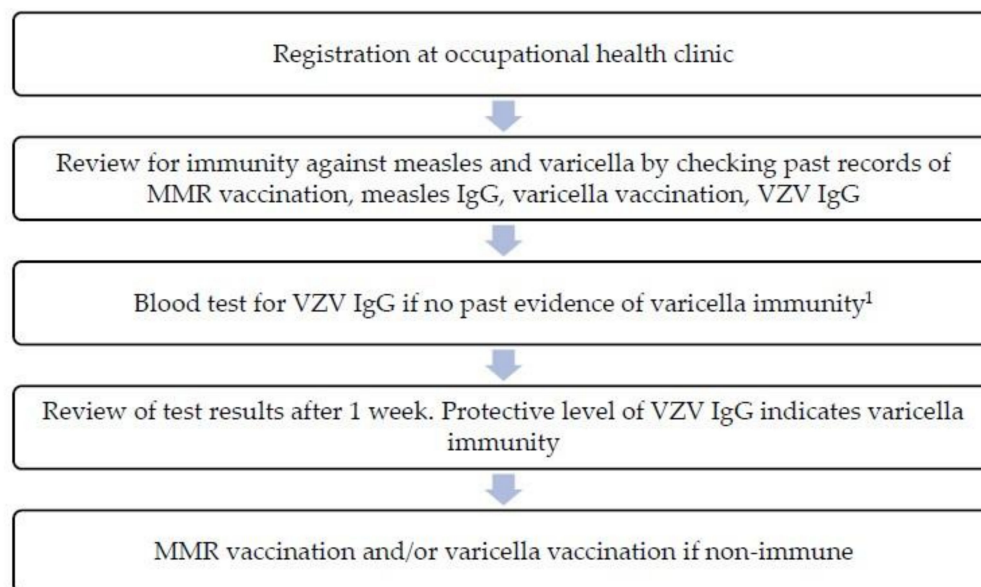 Registration at occupational health clinic
Review for immunity against measles and varicella by checking past records of
MMR vaccination, measles IgG, varicella vaccination, VZV IgG
Blood test for VZV IgG if no past evidence of varicella immunity¹
Review of test results after 1 week. Protective level of VZV IgG indicates varicella
immunity
MMR vaccination and/or varicella vaccination if non-immune